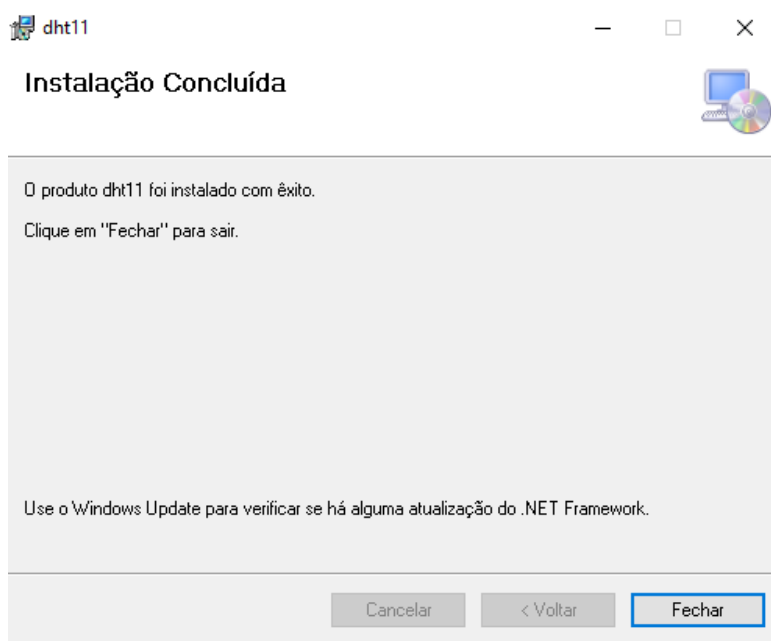 dht11
Instalação Concluída
O produto dht11 foi instalado com êxito.
Clique em "Fechar" para sair.
Use o Windows Update para verificar se há alguma atualização do .NET Framework.
Cancelar
< Voltar
Fechar